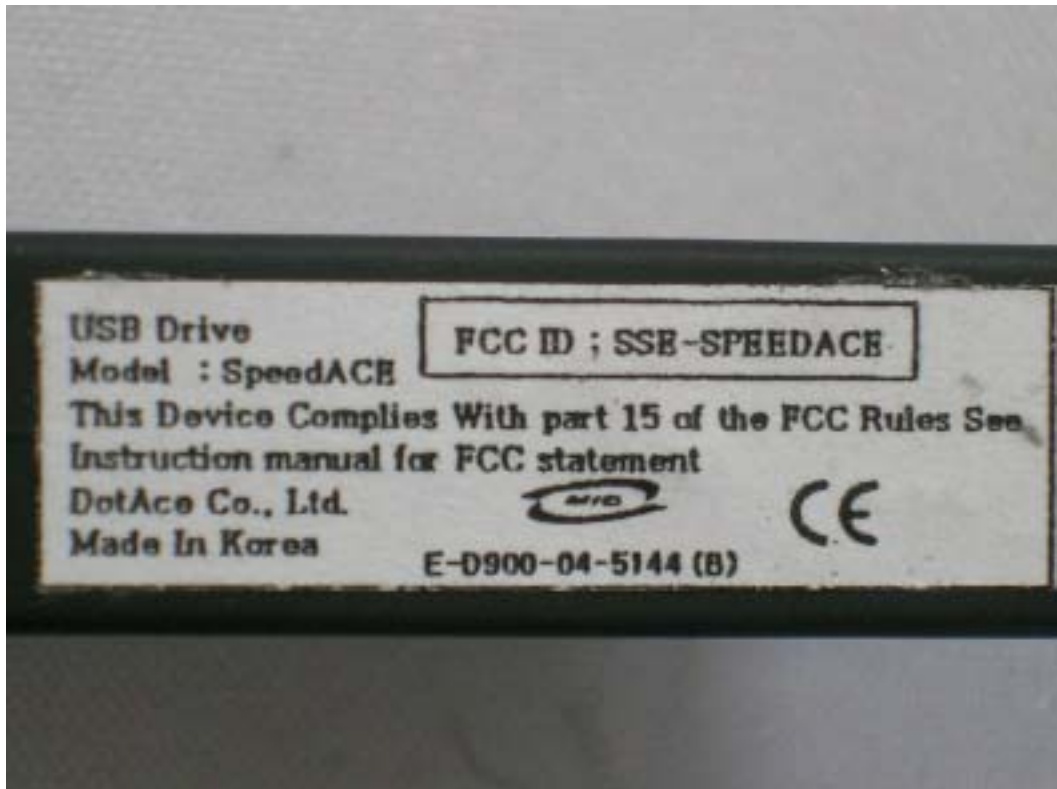 USB Drive
FCC ID ; SSE-SPEEDACE
Model : SpeedACE
This Device Complies With part 15 of the FCC Rules See
Instruction manual for FCC statement
DotAce Co., Ltd.
MIC
CE
Made In Korea
E-D900-04-5144 (B)